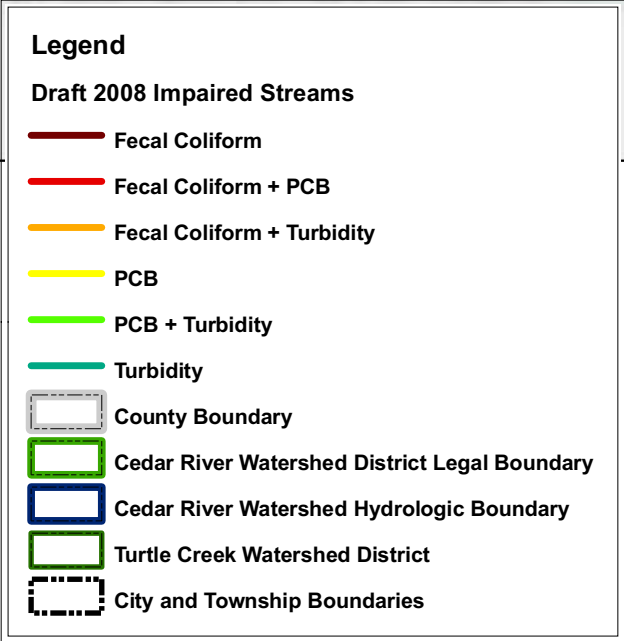 Legend
Draft 2008 Impaired Streams
Fecal Coliform
Fecal Coliform + PCB
Fecal Coliform + Turbidity
PCB
PCB + Turbidity
Turbidity
County Boundary
Cedar River Watershed District Legal Boundary
Cedar River Watershed Hydrologic Boundary
Turtle Creek Watershed District
City and Township Boundaries